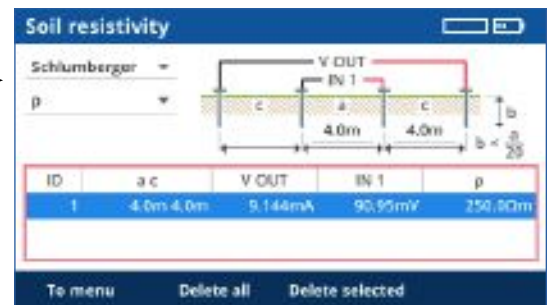 Soil resistivity
Schlumberger
V OUT
IN 1
ρ
c a c
b
4.0m 4.0m
ID a c V OUT IN 1 ρ
1 4.0m 4.0m 9.144mA 90.95mV 250.0Ωm
To menu Delete all Delete selected